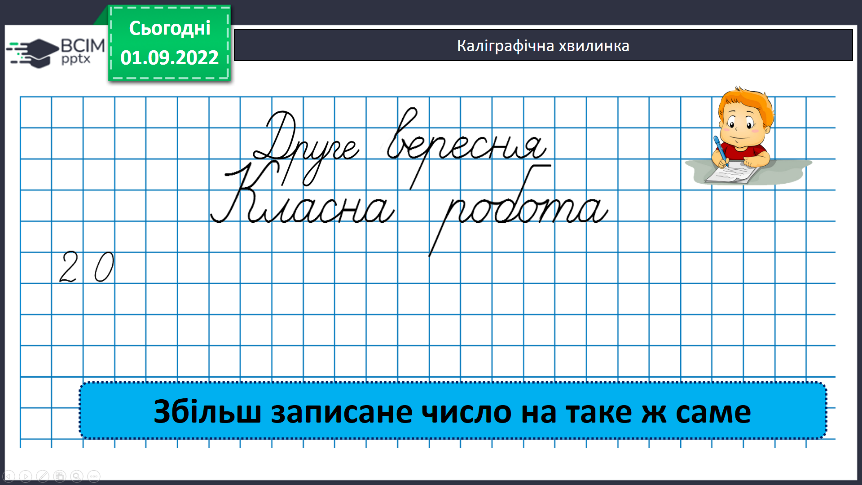 Сьогодні
01.09.2022
ВСІМ
pptx
Каліграфічна хвилинка
Друге вересня
Класна робота
2 0
Збільш записане число на таке ж саме